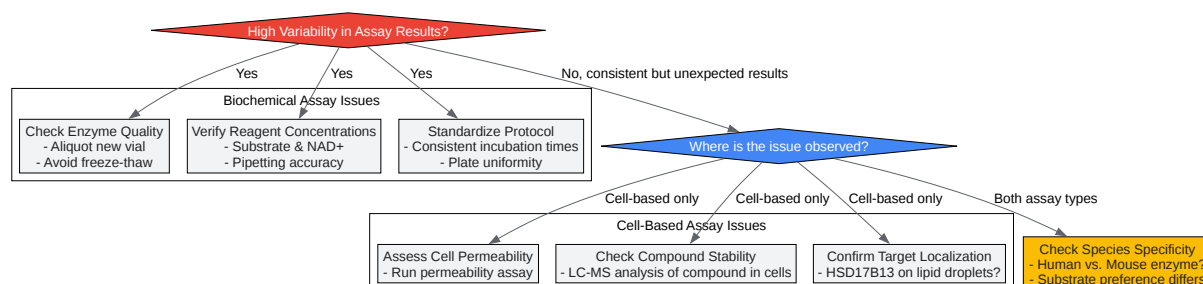 High Variability in Assay Results?
Yes
Yes
Yes
No, consistent but unexpected results
Biochemical Assay Issues
Check Enzyme Quality
- Aliquot new vial
- Avoid freeze-thaw
Verify Reagent Concentrations
- Substrate & NAD+
- Pipetting accuracy
Standardize Protocol
- Consistent incubation times
- Plate uniformity
Where is the issue observed?
Cell-based only
Cell-based only
Cell-based only
Both assay types
Cell-Based Assay Issues
Assess Cell Permeability
- Run permeability assay
Check Compound Stability
- LC-MS analysis of compound in cells
Confirm Target Localization
- HSD17B13 on lipid droplets?
Check Species Specificity
- Human vs. Mouse enzyme?
- Substrate preference differs